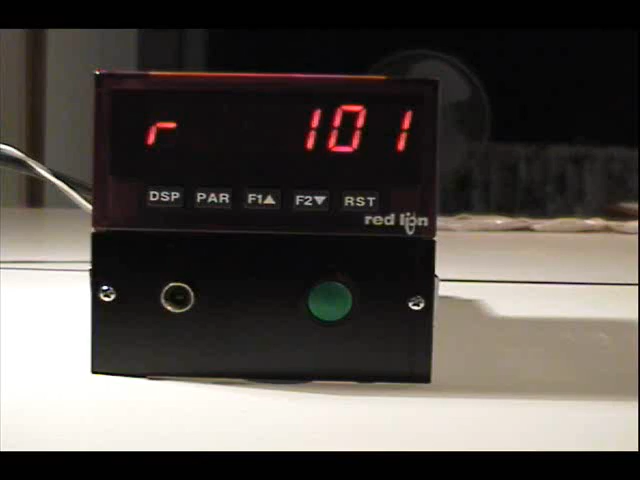 r 101
DSP PAR F1▲ F2▼ RST
red lion